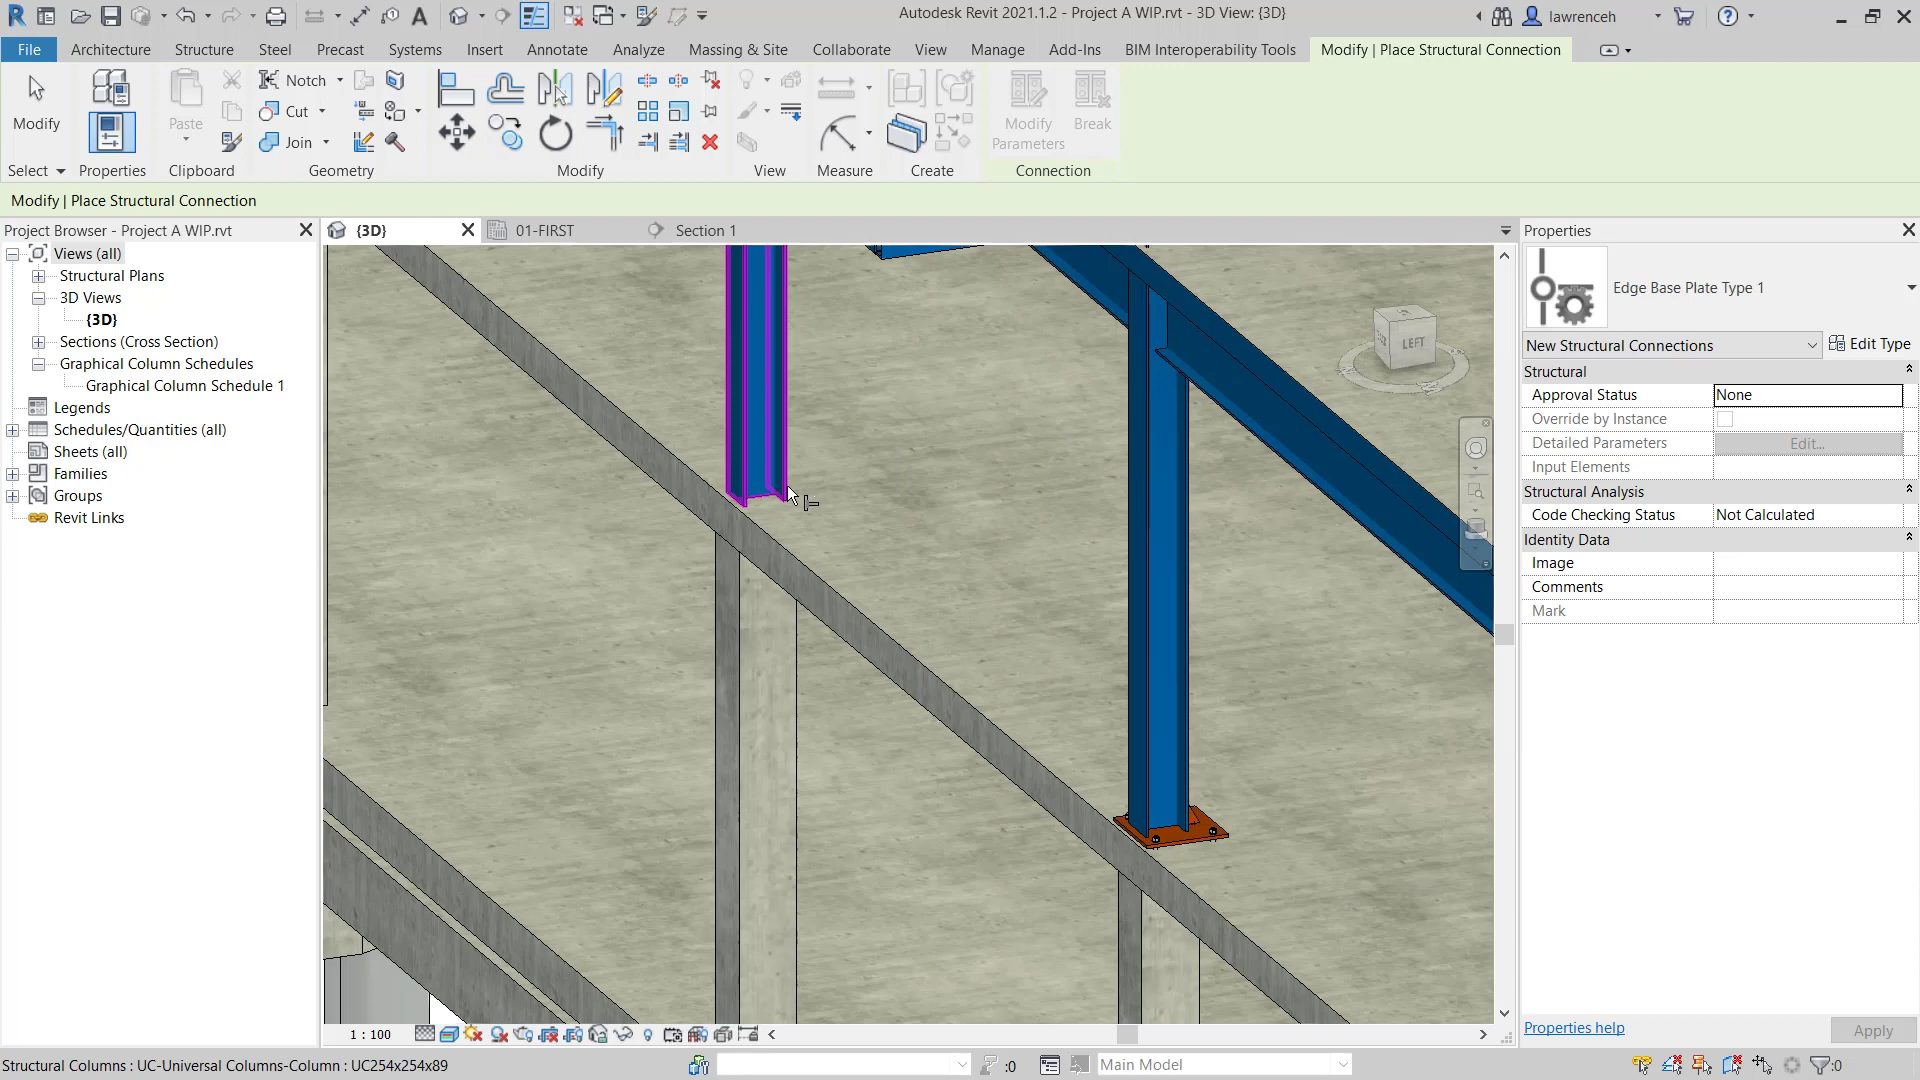 Autodesk Revit 2021.1.2 - Project A WIP.rvt - 3D View: {3D}
lawrenceh
File
Architecture
Structure
Steel
Precast
Systems
Insert
Annotate
Analyze
Massing & Site
Collaborate
View
Manage
Add-Ins
BIM Interoperability Tools
Modify | Place Structural Connection
Modify
Paste
Notch
Cut
Join
Modify
Parameters
Break
Select
Properties
Clipboard
Geometry
Modify
View
Measure
Create
Connection
Modify | Place Structural Connection
Project Browser - Project A WIP.rvt
Views (all)
Structural Plans
3D Views
{3D}
Sections (Cross Section)
Graphical Column Schedules
Graphical Column Schedule 1
Legends
Schedules/Quantities (all)
Sheets (all)
Families
Groups
Revit Links
{3D}
01-FIRST
Section 1
LEFT
Properties
Edge Base Plate Type 1
New Structural Connections
Edit Type
Structural
Approval Status
None
Override by Instance
Detailed Parameters
Edit...
Input Elements
Structural Analysis
Code Checking Status
Not Calculated
Identity Data
Image
Comments
Mark
Properties help
Apply
1 : 100
Structural Columns : UC-Universal Columns-Column : UC254x254x89
:0
Main Model
:0